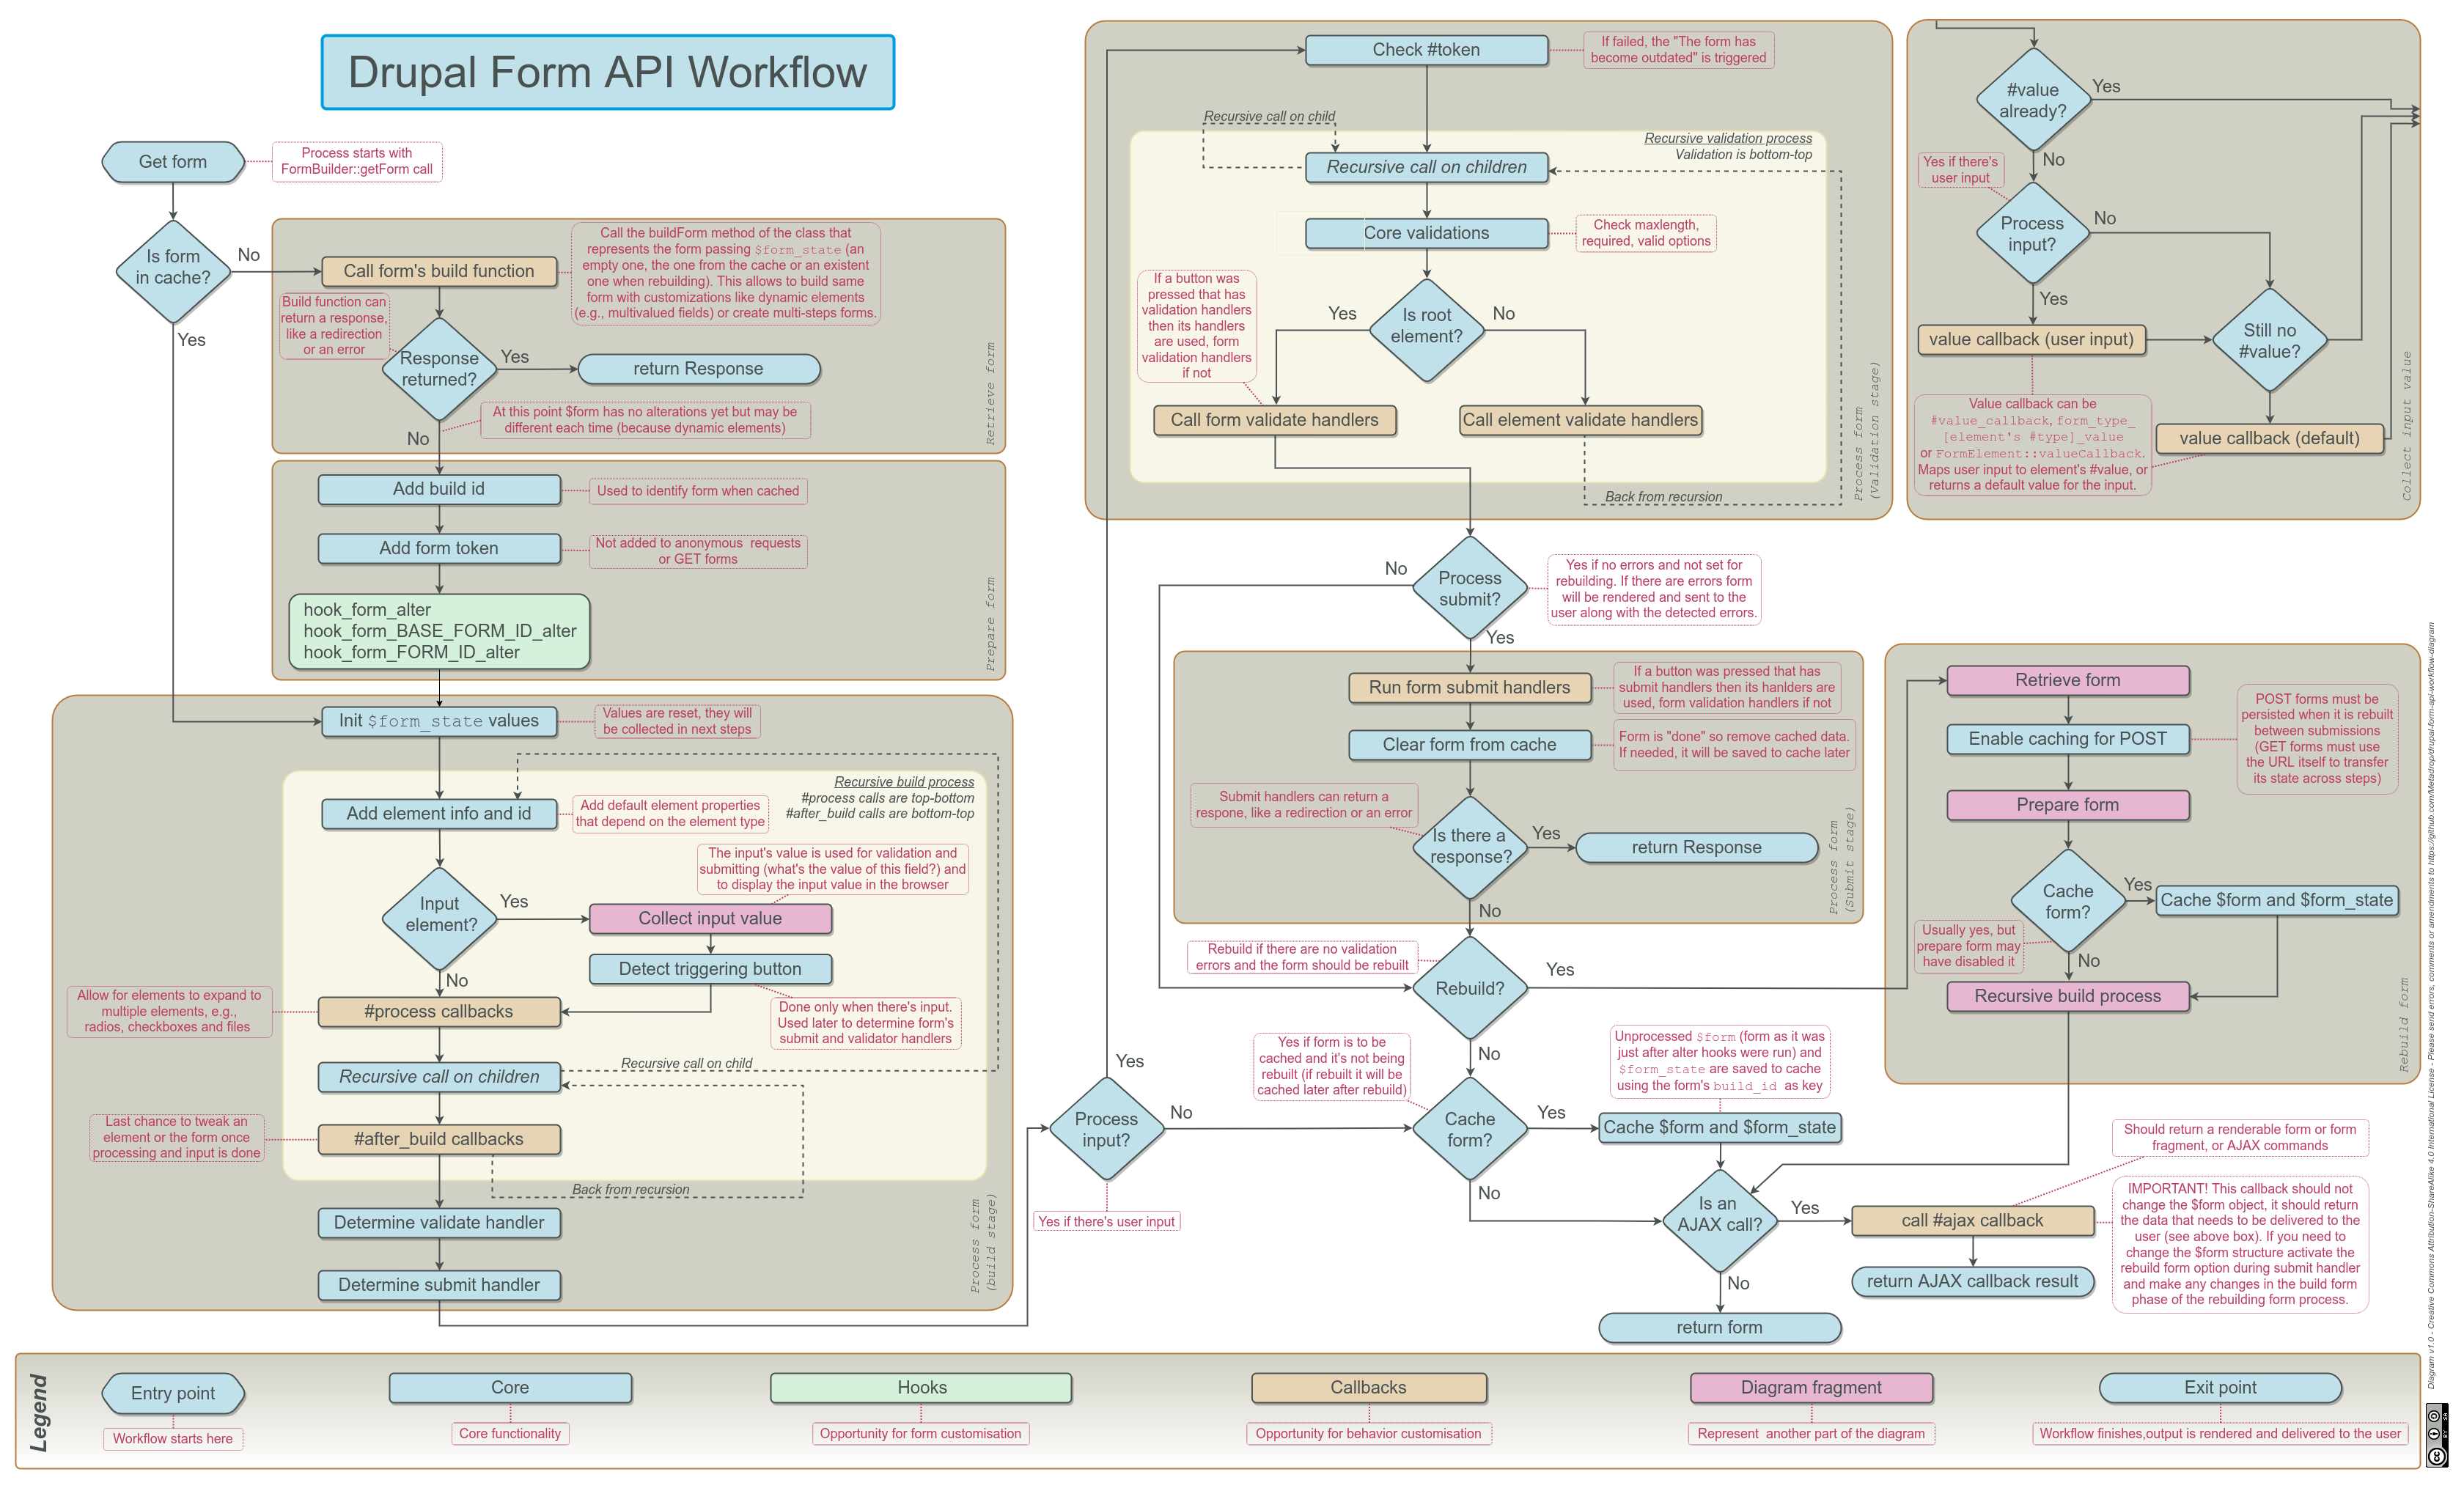 Drupal Form API Workflow
Get form
Process starts with
FormBuilder::getForm call
Is form
in cache?
No
Yes
Call form's build function
Call the buildForm method of the class that
represents the form passing $form_state (an
empty one, the one from the cache or an existent
one when rebuilding). This allows to build same
form with customizations like dynamic elements
(e.g., multivalued fields) or create multi-steps forms.
Build function can
return a response,
like a redirection
or an error
Response
returned?
Yes
return Response
At this point $form has no alterations yet but may be
different each time (because dynamic elements)
No
Retrieve form
Add build id
Used to identify form when cached
Add form token
Not added to anonymous requests
or GET forms
hook_form_alter
hook_form_BASE_FORM_ID_alter
hook_form_FORM_ID_alter
Prepare form
Init $form_state values
Values are reset, they will
be collected in next steps
Recursive build process
#process calls are top-bottom
#after_build calls are bottom-top
Add element info and id
Add default element properties
that depend on the element type
The input's value is used for validation and
submitting (what's the value of this field?) and
to display the input value in the browser
Input
element?
Yes
Collect input value
Detect triggering button
No
Done only when there's input.
Used later to determine form's
submit and validator handlers
Allow for elements to expand to
multiple elements, e.g.,
radios, checkboxes and files
#process callbacks
Recursive call on child
Recursive call on children
Last chance to tweak an
element or the form once
processing and input is done
#after_build callbacks
Back from recursion
Determine validate handler
Determine submit handler
Process form
(build stage)
Check #token
If failed, the "The form has
become outdated" is triggered
Recursive call on child
Recursive validation process
Validation is bottom-top
Recursive call on children
Core validations
Check maxlength,
required, valid options
If a button was
pressed that has
validation handlers
then its handlers
are used, form
validation handlers
if not
Yes
Is root
element?
No
Call form validate handlers
Call element validate handlers
Back from recursion
Process form
(Validation stage)
#value
already?
Yes
No
Yes if there's
user input
Process
input?
No
Yes
value callback (user input)
Still no
#value?
Value callback can be
#value_callback, form_type_
[element's #type]_value
or FormElement::valueCallback.
Maps user input to element's #value, or
returns a default value for the input.
value callback (default)
Collect input value
No
Process
submit?
Yes if no errors and not set for
rebuilding. If there are errors form
will be rendered and sent to the
user along with the detected errors.
Yes
Run form submit handlers
If a button was pressed that has
submit handlers then its hanlders are
used, form validation handlers if not
Clear form from cache
Form is "done" so remove cached data.
If needed, it will be saved to cache later
Submit handlers can return a
respone, like a redirection or an error
Is there a
response?
Yes
return Response
No
Process form
(Submit stage)
Rebuild if there are no validation
errors and the form should be rebuilt
Rebuild?
Yes
No
Retrieve form
Enable caching for POST
POST forms must be
persisted when it is rebuilt
between submissions
(GET forms must use
the URL itself to transfer
its state across steps)
Prepare form
Cache
form?
Yes
Cache $form and $form_state
Usually yes, but
prepare form may
have disabled it
No
Recursive build process
Rebuild form
Yes
Process
input?
No
Yes if there's user input
Yes if form is to be
cached and it's not being
rebuilt (if rebuilt it will be
cached later after rebuild)
Cache
form?
Yes
No
Unprocessed $form (form as it was
just after alter hooks were run) and
$form_state are saved to cache
using the form's build_id as key
Cache $form and $form_state
Is an
AJAX call?
Yes
No
return form
call #ajax callback
return AJAX callback result
Should return a renderable form or form
fragment, or AJAX commands
IMPORTANT! This callback should not
change the $form object, it should return
the data that needs to be delivered to the
user (see above box). If you need to
change the $form structure activate the
rebuild form option during submit handler
and make any changes in the build form
phase of the rebuilding form process.
Diagram v1.0 - Creative Commons Attribution-ShareAlike 4.0 International License - Please send errors, comments or amendments to https://github.com/Metadrop/drupal-form-api-workflow-diagram
cc
BY
SA
Legend
Entry point
Workflow starts here
Core
Core functionality
Hooks
Opportunity for form customisation
Callbacks
Opportunity for behavior customisation
Diagram fragment
Represent another part of the diagram
Exit point
Workflow finishes,output is rendered and delivered to the user